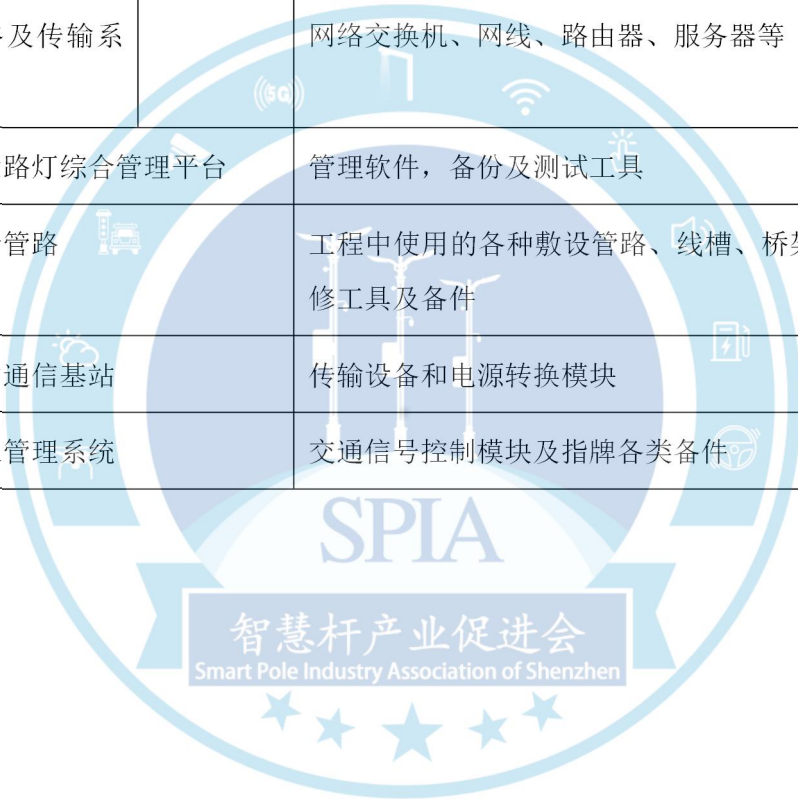 及传输系
网络交换机、网线、路由器、服务器等
路灯综合管理平台
管理软件，备份及测试工具
管路
工程中使用的各种敷设管路、线槽、桥架
修工具及备件
通信基站
传输设备和电源转换模块
管理系统
交通信号控制模块及指牌各类备件
5G
SPIA
智慧杆产业促进会
Smart Pole Industry Association of Shenzhen